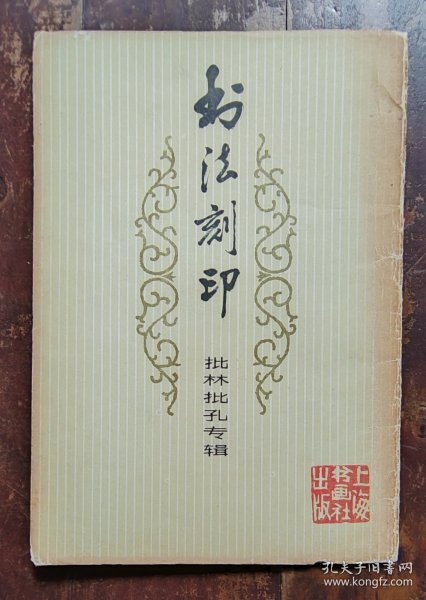 书法刻印
批林批孔专辑
上海
书画社
出版
孔夫子旧书网
www.kongfz.com